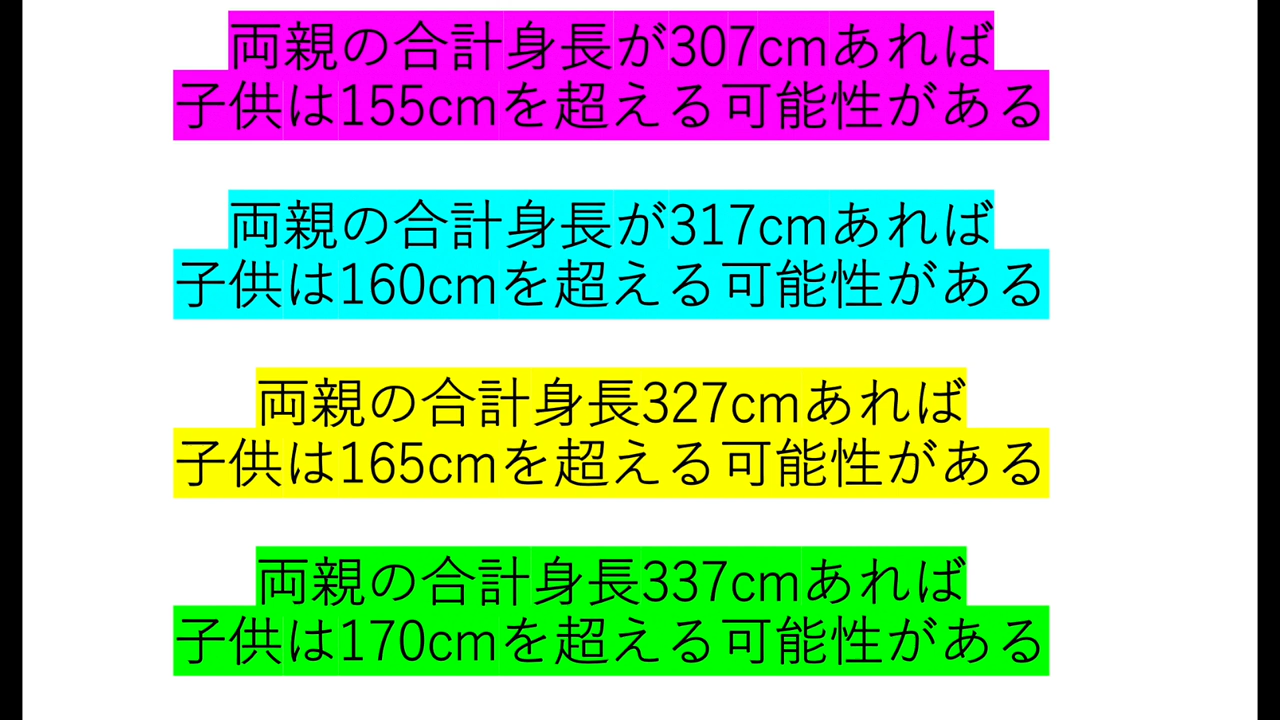 両親の合計身長が307cmあれば
子供は155cmを超える可能性がある
両親の合計身長が317cmあれば
子供は160cmを超える可能性がある
両親の合計身長327cmあれば
子供は165cmを超える可能性がある
両親の合計身長337cmあれば
子供は170cmを超える可能性がある